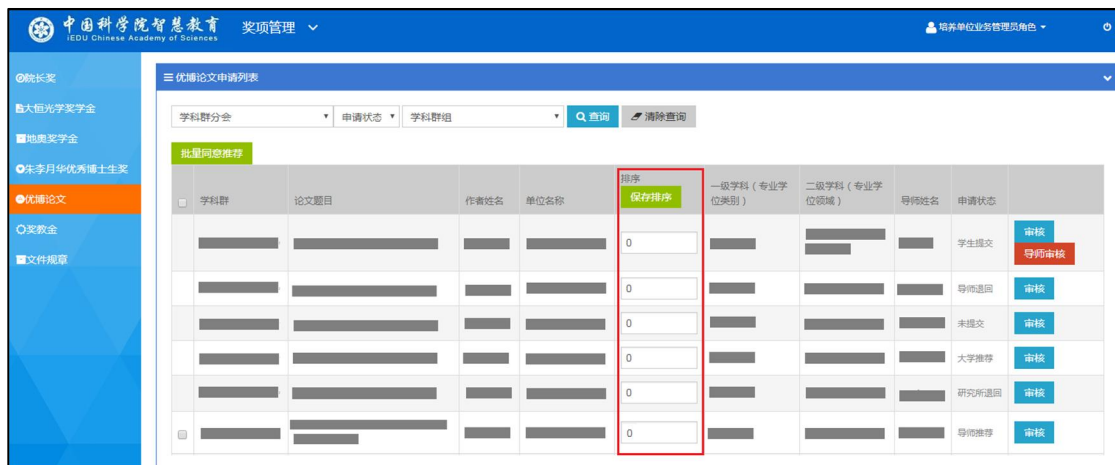 中国科学院智慧教育
iEDU Chinese Academy of Sciences
奖项管理
培养单位业务管理员角色
院长奖
大恒光学奖学金
地奥奖学金
朱李月华优秀博士生奖
优博论文
奖教金
文件规章
优博论文申请列表
学科群分会 申请状态 学科群组 查询 清除查询
批量同意推荐
学科群 论文题目 作者姓名 单位名称 排序 保存排序 一级学科（专业学位类别） 二级学科（专业学位领域） 导师姓名 申请状态
0 学生提交 审核 导师审核
0 导师退回 审核
0 未提交 审核
0 大学推荐 审核
0 研究所退回 审核
0 导师推荐 审核